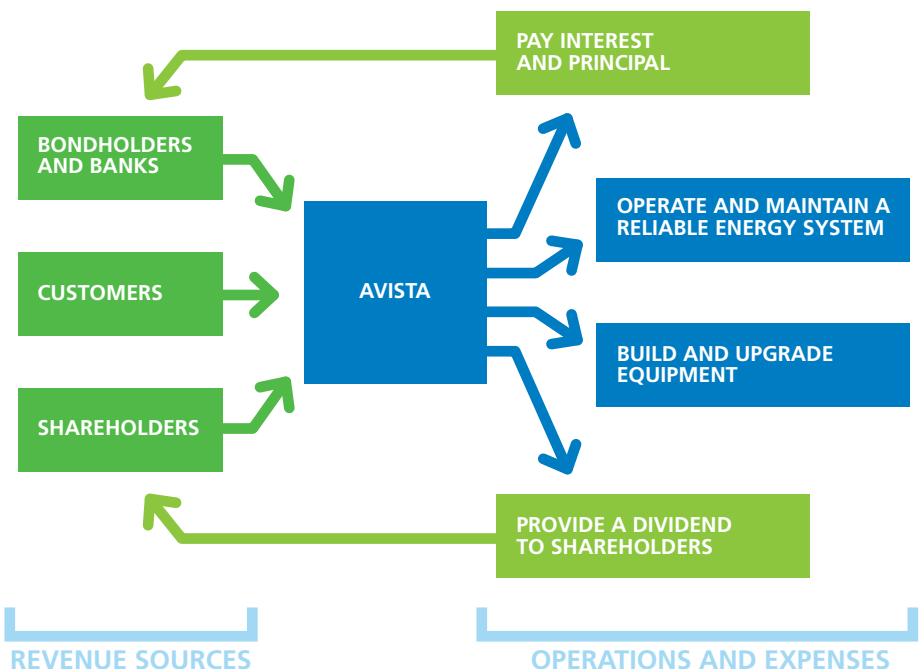 PAY INTEREST
AND PRINCIPAL
BONDHOLDERS
AND BANKS
CUSTOMERS
SHAREHOLDERS
AVISTA
OPERATE AND MAINTAIN A
RELIABLE ENERGY SYSTEM
BUILD AND UPGRADE
EQUIPMENT
PROVIDE A DIVIDEND
TO SHAREHOLDERS
REVENUE SOURCES
OPERATIONS AND EXPENSES